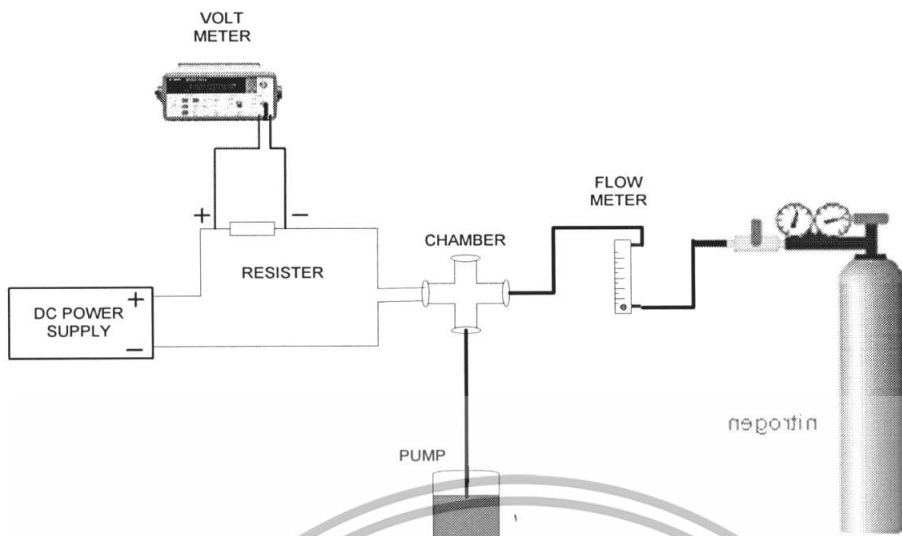 VOLT
METER
+
−
FLOW
METER
CHAMBER
RESISTER
DC POWER
SUPPLY
+
−
nitrogen
PUMP